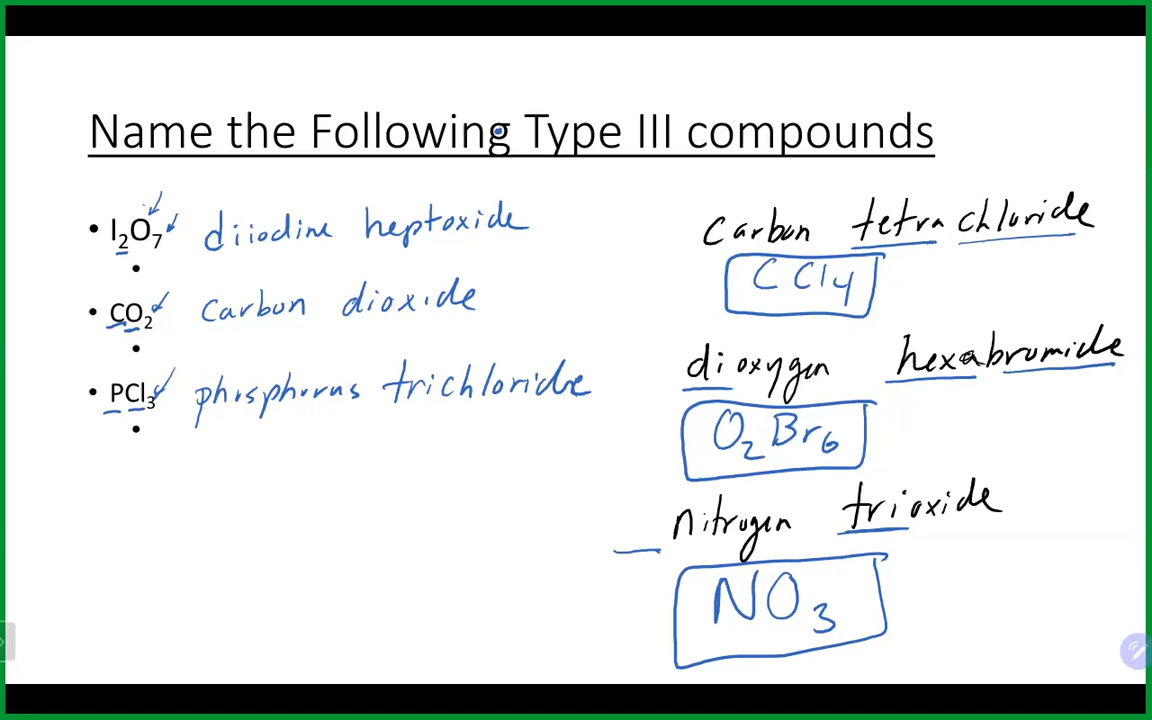 Name the Following Type III compounds
• I₂O₇ diiodine heptoxide
• CO₂ carbon dioxide
• PCl₃ phosphorus trichloride
carbon tetrachloride
CCl₄
dioxygen hexabromide
O₂Br₆
nitrogen trioxide
NO₃